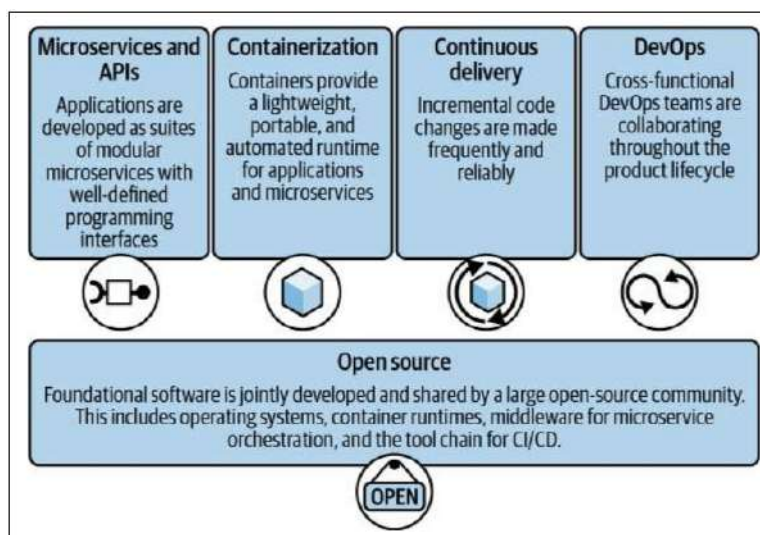 Microservices and
APIs
Applications are
developed as suites
of modular
microservices with
well-defined
programming
interfaces
Containerization
Containers provide
a lightweight,
portable, and
automated runtime
for applications
and microservices
Continuous
delivery
Incremental code
changes are made
frequently and
reliably
DevOps
Cross-functional
DevOps teams are
collaborating
throughout the
product lifecycle
Open source
Foundational software is jointly developed and shared by a large open-source community.
This includes operating systems, container runtimes, middleware for microservice
orchestration, and the tool chain for CI/CD.
OPEN